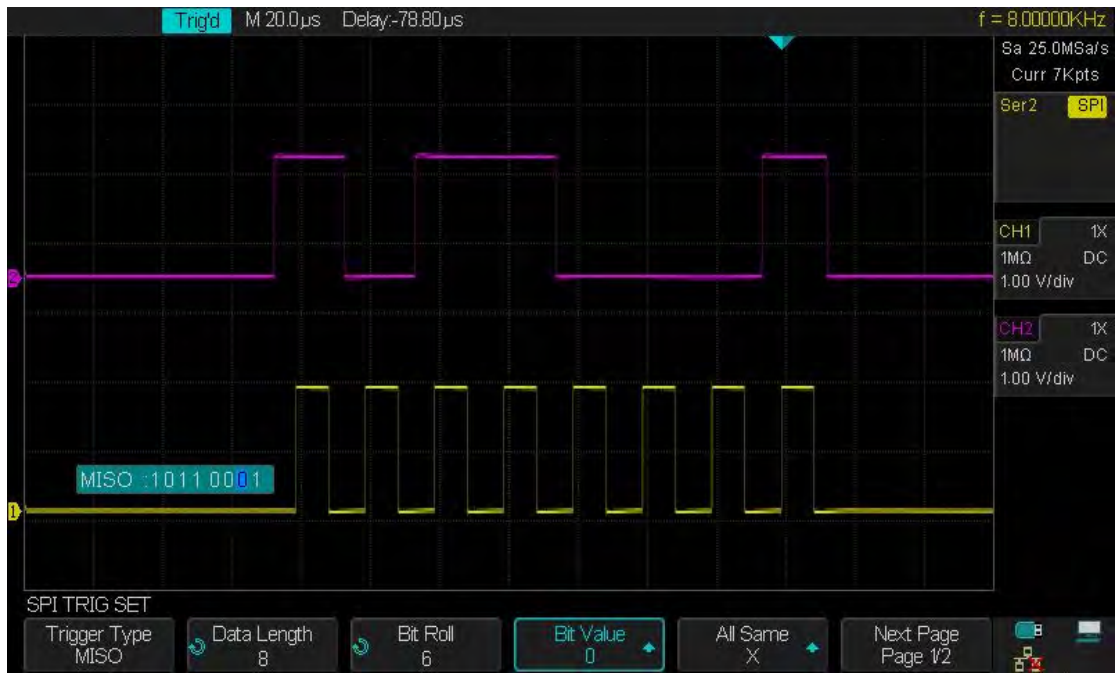 Trig'd M 20.0µs Delay:-78.80µs f = 8.00000KHz
Sa 25.0MSa/s
Curr 7Kpts
Ser2 SPI
CH1 1X
1MΩ DC
1.00 V/div
CH2 1X
1MΩ DC
1.00 V/div
2
MISO :1011 0001
1
SPI TRIG SET
Trigger Type Data Length Bit Roll Bit Value All Same Next Page
MISO 8 6 0 X Page 1/2